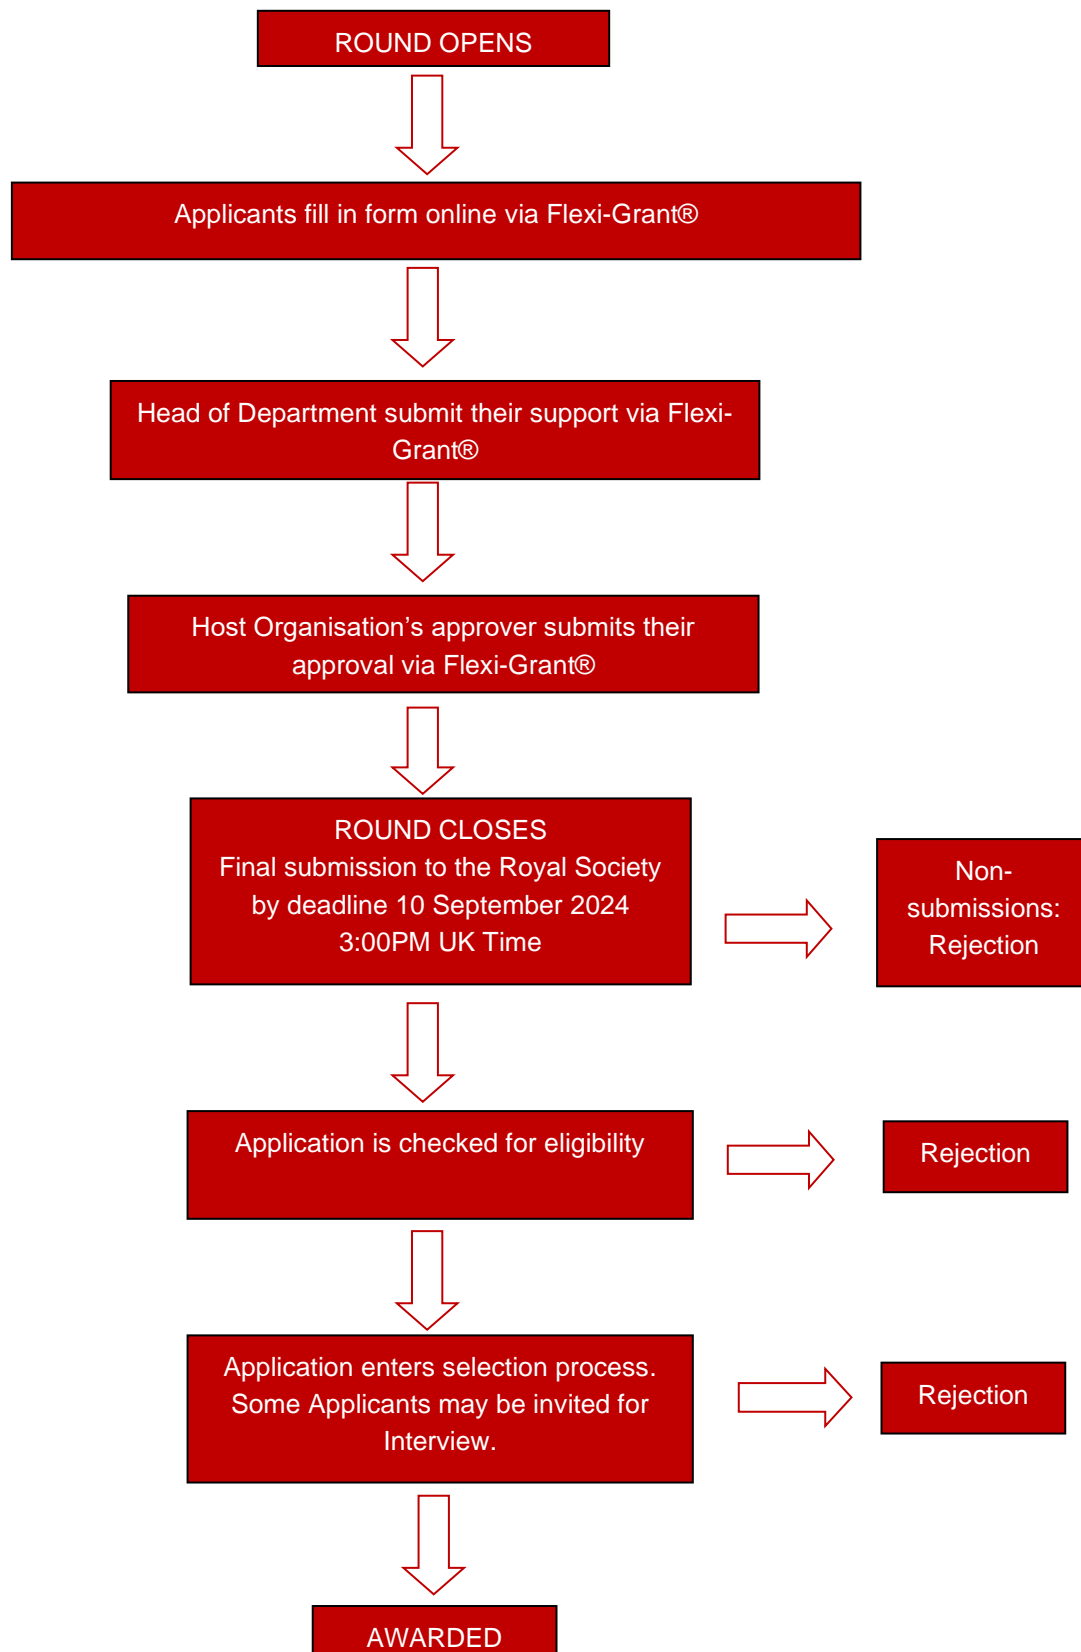 ROUND OPENS
Applicants fill in form online via Flexi-Grant®
Head of Department submit their support via Flexi-
Grant®
Host Organisation’s approver submits their
approval via Flexi-Grant®
ROUND CLOSES
Final submission to the Royal Society
by deadline 10 September 2024
3:00PM UK Time
Non-
submissions:
Rejection
Application is checked for eligibility
Rejection
Application enters selection process.
Some Applicants may be invited for
Interview.
Rejection
AWARDED